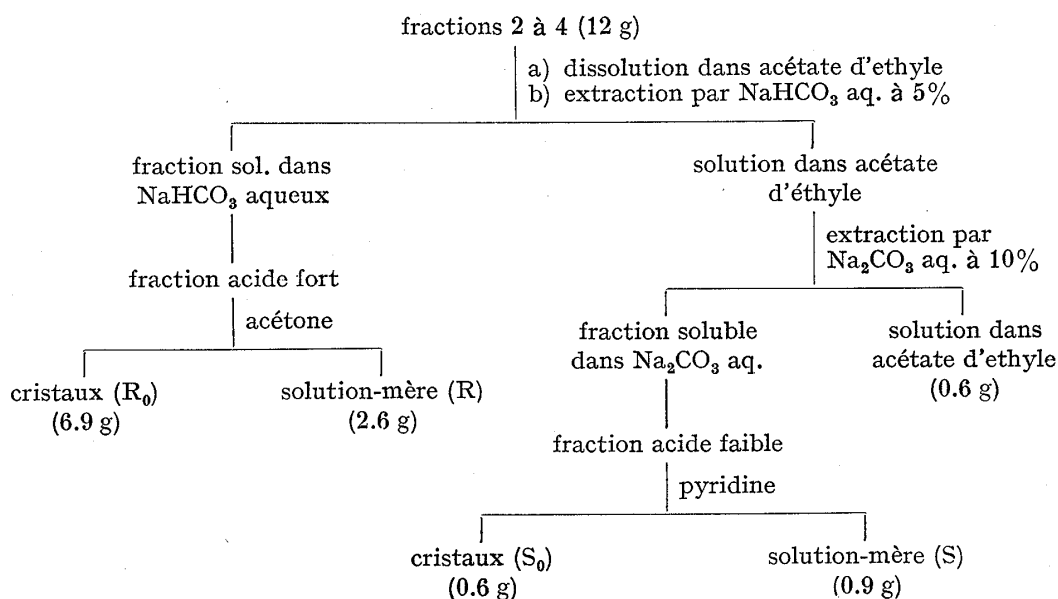 fractions 2 à 4 (12 g)
a) dissolution dans acétate d'ethyle
b) extraction par NaHCO₃ aq. à 5%
fraction sol. dans
NaHCO₃ aqueux
solution dans acétate
d'éthyle
extraction par
Na₂CO₃ aq. à 10%
fraction acide fort
acétone
fraction soluble
dans Na₂CO₃ aq.
solution dans
acétate d'ethyle
(0.6 g)
cristaux (R₀)
(6.9 g)
solution-mère (R)
(2.6 g)
fraction acide faible
pyridine
cristaux (S₀)
(0.6 g)
solution-mère (S)
(0.9 g)